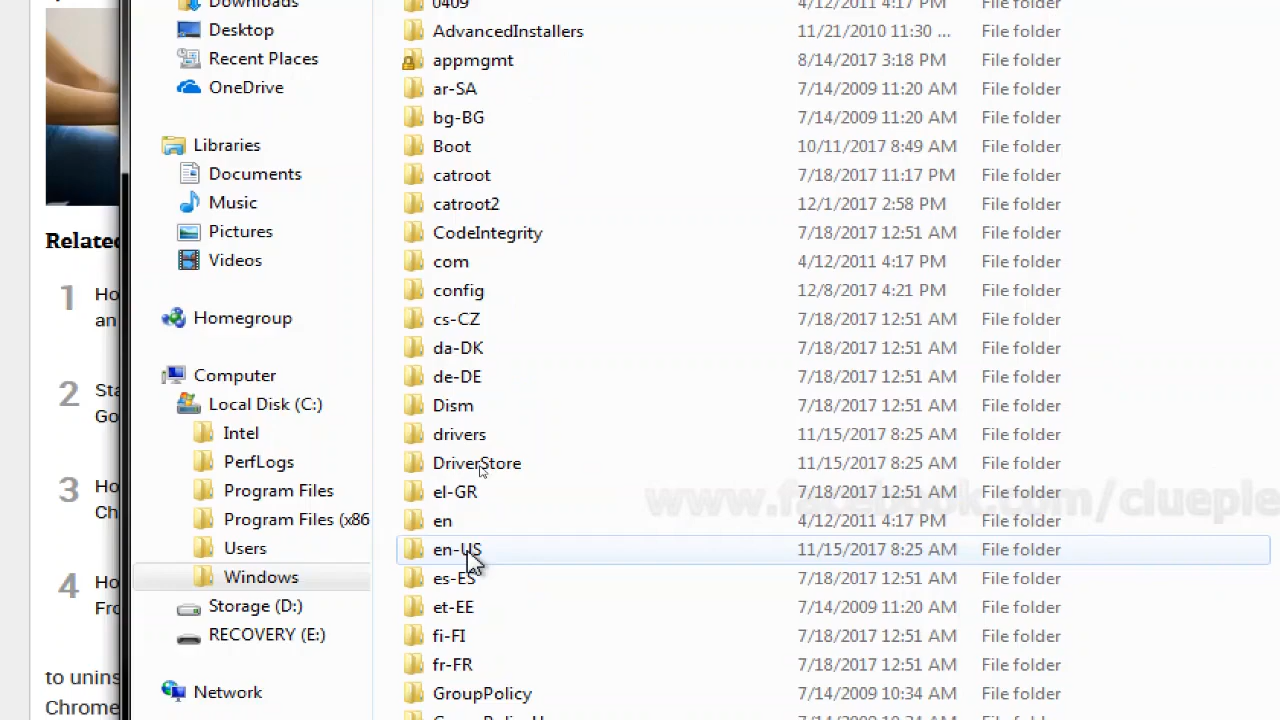 Downloads
Desktop
Recent Places
OneDrive
Libraries
Documents
Music
Pictures
Videos
Homegroup
Computer
Local Disk (C:)
Intel
PerfLogs
Program Files
Program Files (x86
Users
Windows
Storage (D:)
RECOVERY (E:)
Network
0409 4/12/2011 4:17 PM File folder
AdvancedInstallers 11/21/2010 11:30 ... File folder
appmgmt 8/14/2017 3:18 PM File folder
ar-SA 7/14/2009 11:20 AM File folder
bg-BG 7/14/2009 11:20 AM File folder
Boot 10/11/2017 8:49 AM File folder
catroot 7/18/2017 11:17 PM File folder
catroot2 12/1/2017 2:58 PM File folder
CodeIntegrity 7/18/2017 12:51 AM File folder
com 4/12/2011 4:17 PM File folder
config 12/8/2017 4:21 PM File folder
cs-CZ 7/18/2017 12:51 AM File folder
da-DK 7/18/2017 12:51 AM File folder
de-DE 7/18/2017 12:51 AM File folder
Dism 7/18/2017 12:51 AM File folder
drivers 11/15/2017 8:25 AM File folder
DriverStore 11/15/2017 8:25 AM File folder
el-GR 7/18/2017 12:51 AM File folder
en 4/12/2011 4:17 PM File folder
en-US 11/15/2017 8:25 AM File folder
es-ES 7/18/2017 12:51 AM File folder
et-EE 7/14/2009 11:20 AM File folder
fi-FI 7/18/2017 12:51 AM File folder
fr-FR 7/18/2017 12:51 AM File folder
GroupPolicy 7/14/2009 10:34 AM File folder
www.facebook.com/clueple
Related
1 Ho
an
2 Sta
Go
3 Ho
Ch
4 Ho
Fro
to unins
Chrome